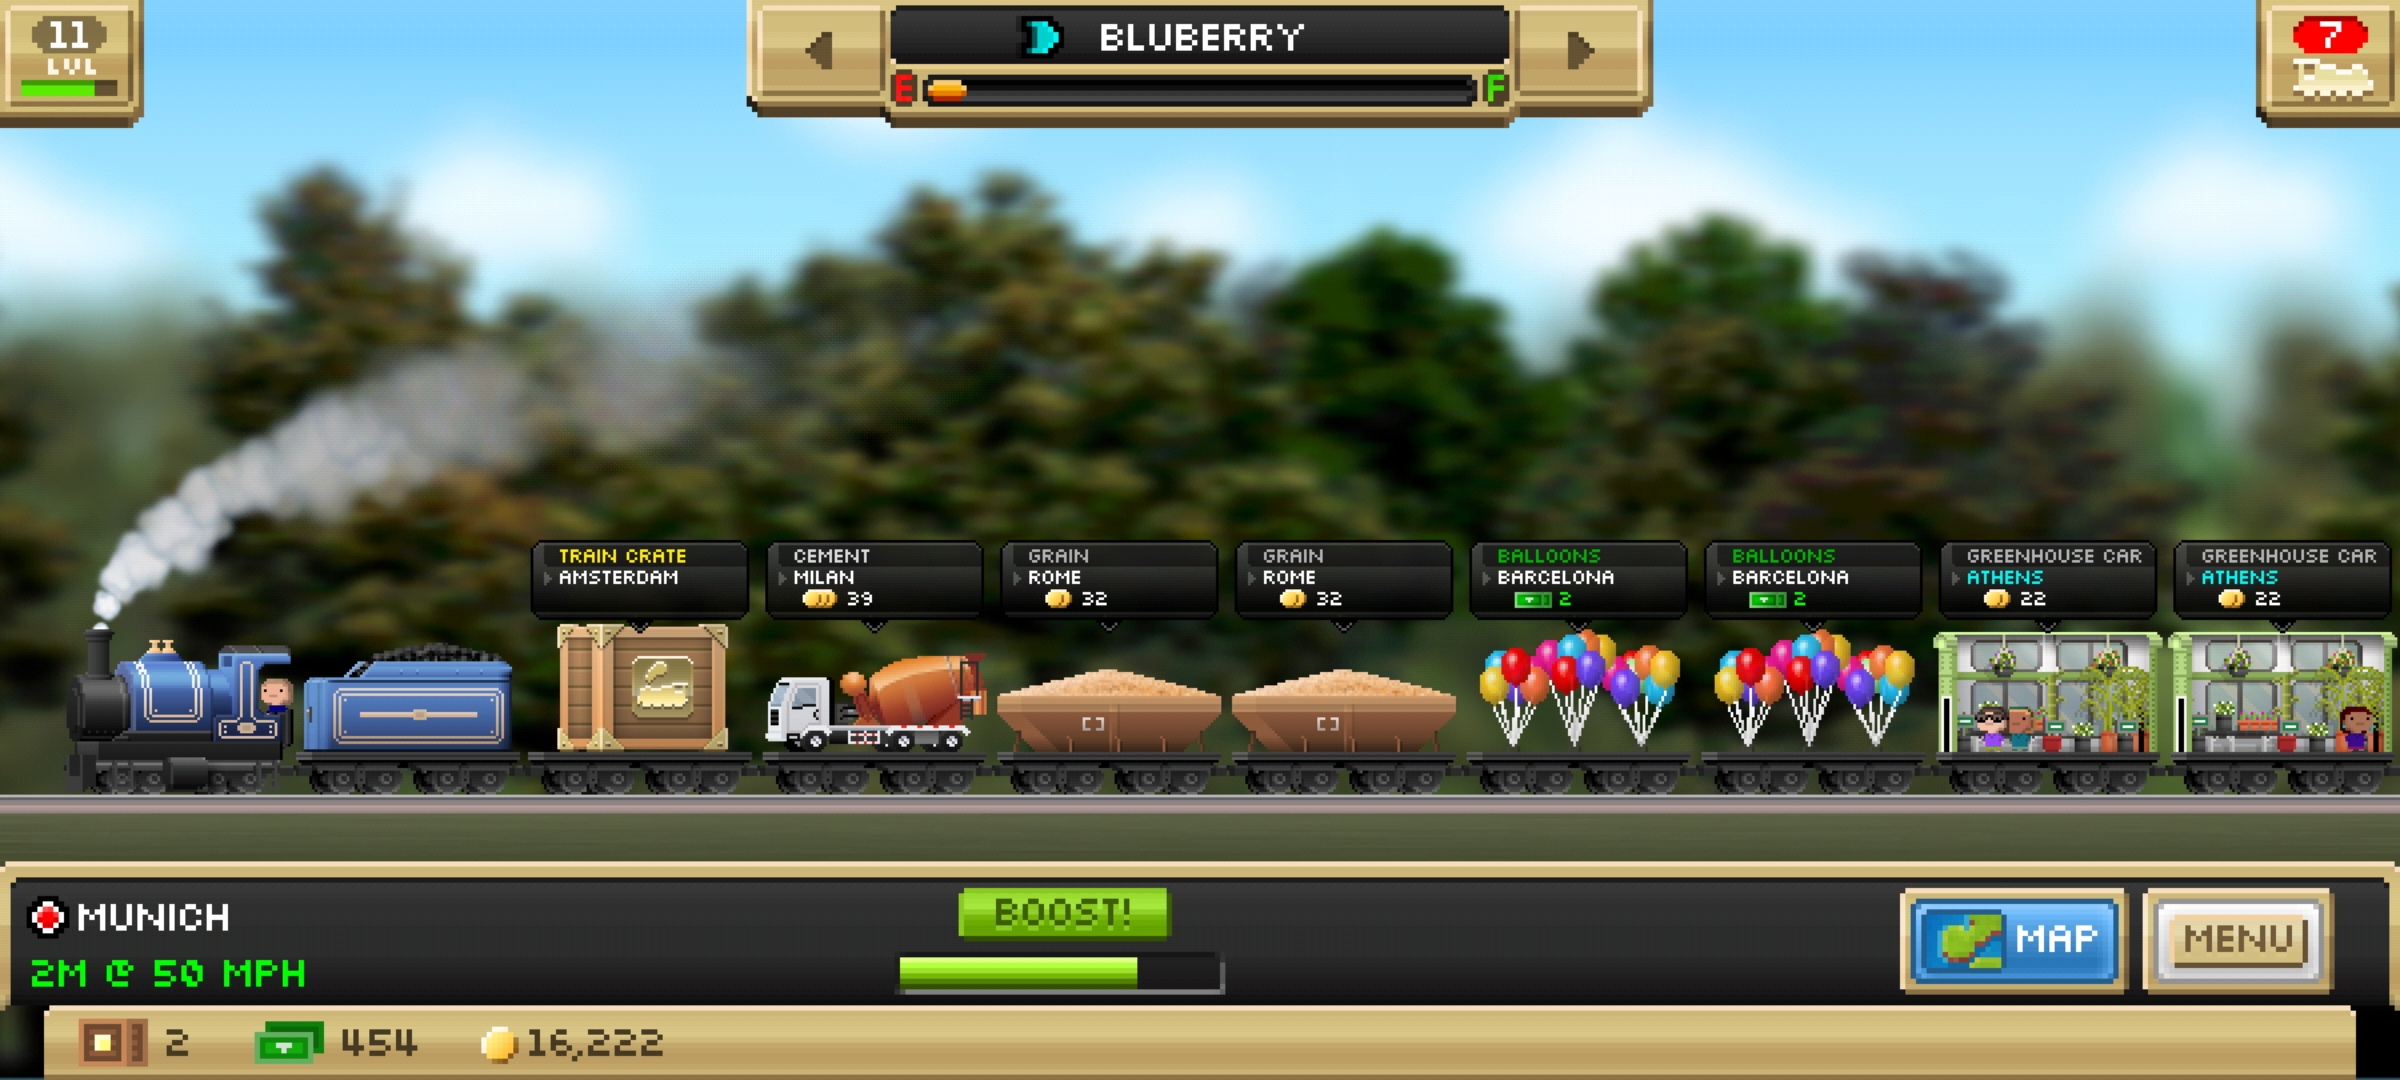 11
LVL
BLUBERRY
E
F
7
TRAIN CRATE
AMSTERDAM
CEMENT
MILAN
39
GRAIN
ROME
32
GRAIN
ROME
32
BALLOONS
BARCELONA
2
BALLOONS
BARCELONA
2
GREENHOUSE CAR
ATHENS
22
GREENHOUSE CAR
ATHENS
22
MUNICH
2M @ 50 MPH
BOOST!
MAP
MENU
2
454
16,222